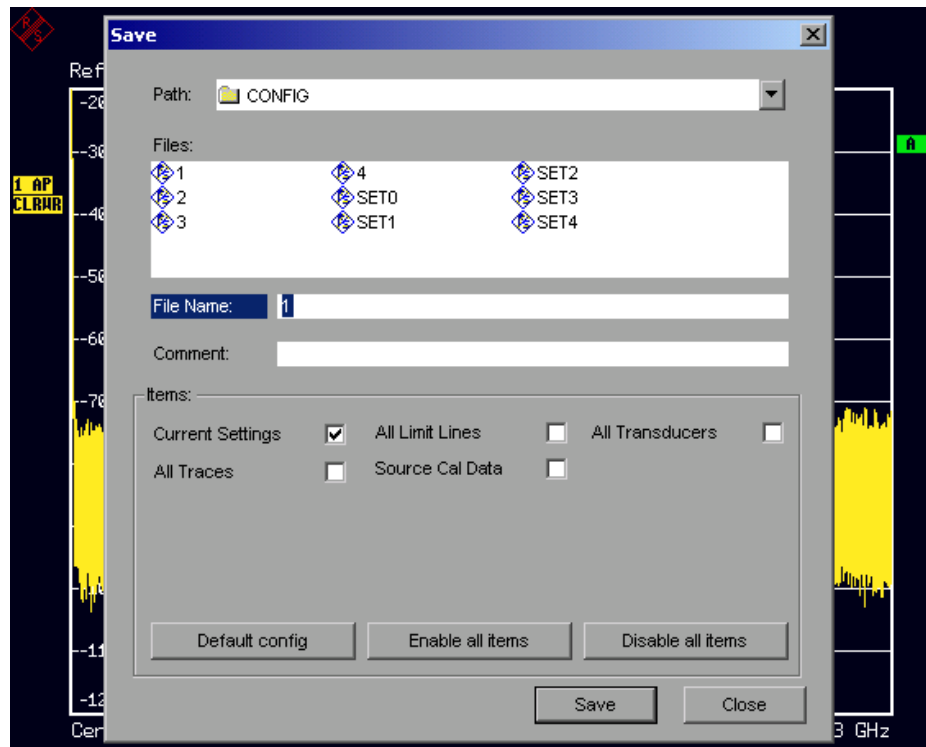 R S
Save
Ref
Path: CONFIG
-20
Files:
-30
A
1 4 SET2
1 AP
2 SET0 SET3
CLRWR
-40
3 SET1 SET4
-50
File Name: 1
-60
Comment:
-70
Items:
Current Settings All Limit Lines All Transducers
All Traces Source Cal Data
Default config Enable all items Disable all items
-11
-12
Save Close
Cen
3 GHz